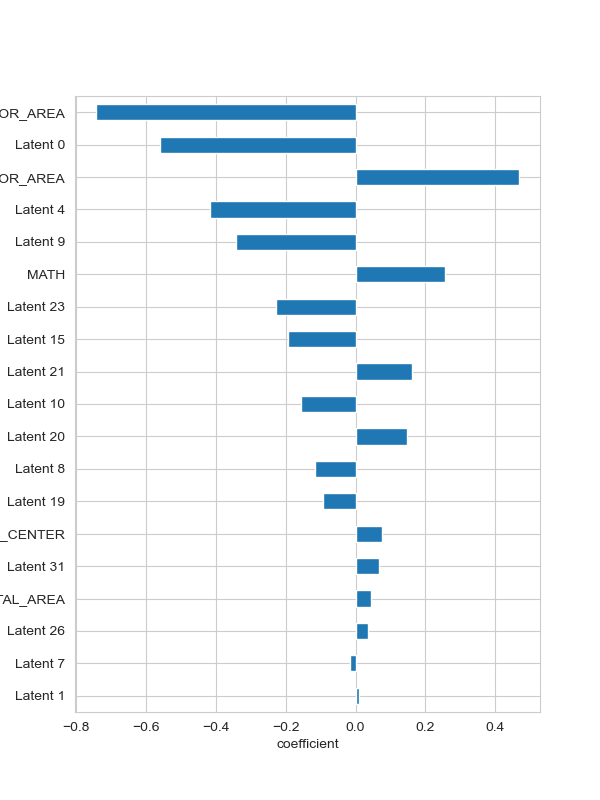 OR_AREA
Latent 0
OR_AREA
Latent 4
Latent 9
MATH
Latent 23
Latent 15
Latent 21
Latent 10
Latent 20
Latent 8
Latent 19
_CENTER
Latent 31
TAL_AREA
Latent 26
Latent 7
Latent 1
−0.8 −0.6 −0.4 −0.2 0.0 0.2 0.4
coefficient